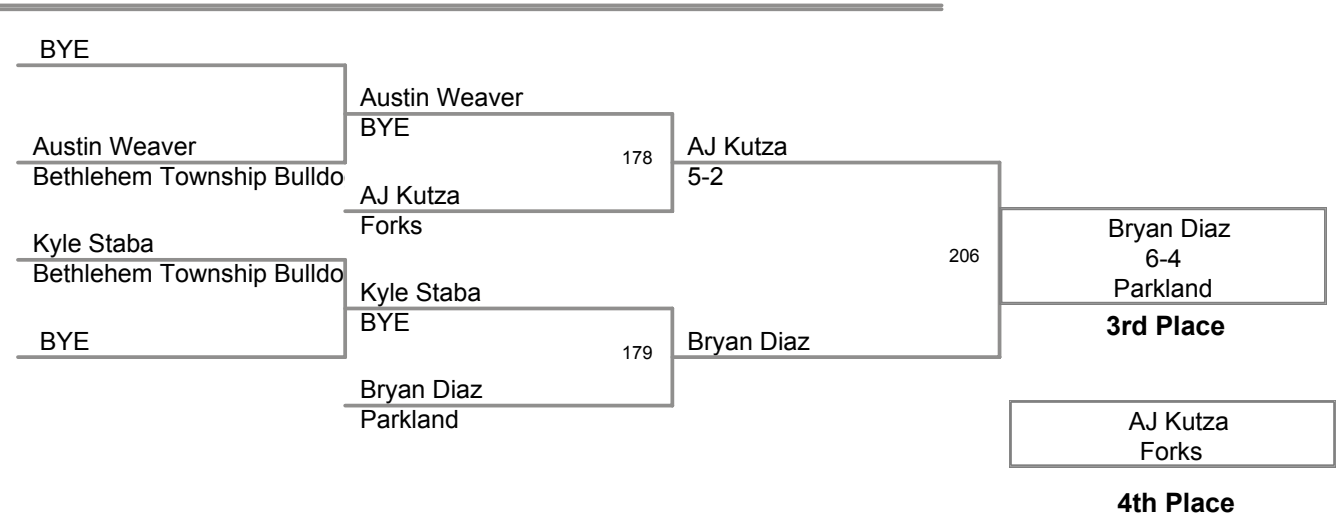 BYE
Austin Weaver
BYE
Austin Weaver
Bethlehem Township Bulldo
178
AJ Kutza
5-2
AJ Kutza
Forks
Kyle Staba
Bethlehem Township Bulldo
206
Bryan Diaz
6-4
Parkland
3rd Place
Kyle Staba
BYE
BYE
179
Bryan Diaz
Bryan Diaz
Parkland
AJ Kutza
Forks
4th Place